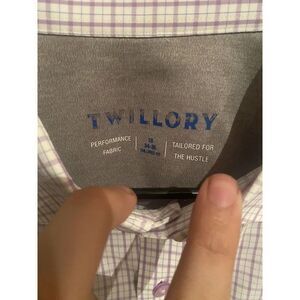 TWILLORY
PERFORMANCE
FABRIC
TAILORED FOR
THE HUSTLE